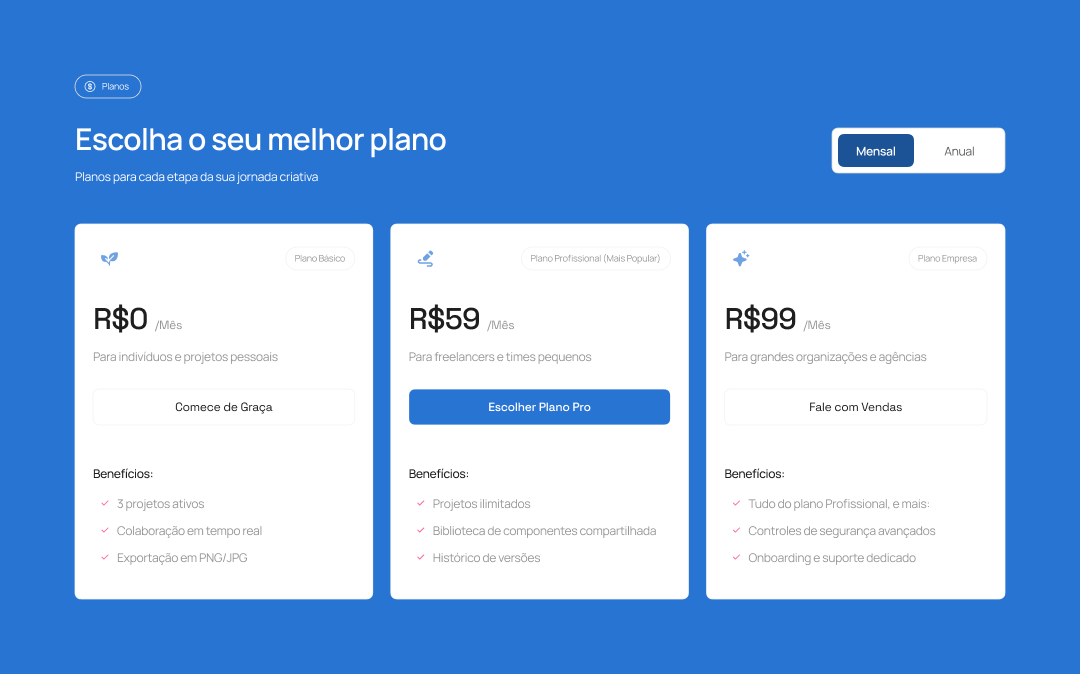 Planos
Escolha o seu melhor plano
Planos para cada etapa da sua jornada criativa
Mensal
Anual
Plano Básico
R$0 /Mês
Para indivíduos e projetos pessoais
Comece de Graça
Benefícios:
3 projetos ativos
Colaboração em tempo real
Exportação em PNG/JPG
Plano Profissional (Mais Popular)
R$59 /Mês
Para freelancers e times pequenos
Escolher Plano Pro
Benefícios:
Projetos ilimitados
Biblioteca de componentes compartilhada
Histórico de versões
Plano Empresa
R$99 /Mês
Para grandes organizações e agências
Fale com Vendas
Benefícios:
Tudo do plano Profissional, e mais:
Controles de segurança avançados
Onboarding e suporte dedicado